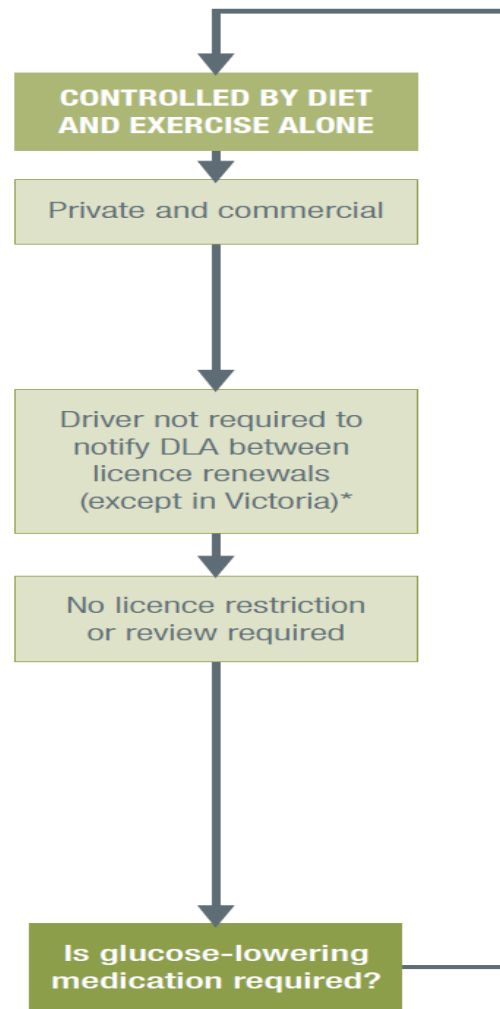 CONTROLLED BY DIET
AND EXERCISE ALONE
Private and commercial
Driver not required to
notify DLA between
licence renewals
(except in Victoria)*
No licence restriction
or review required
Is glucose-lowering
medication required?